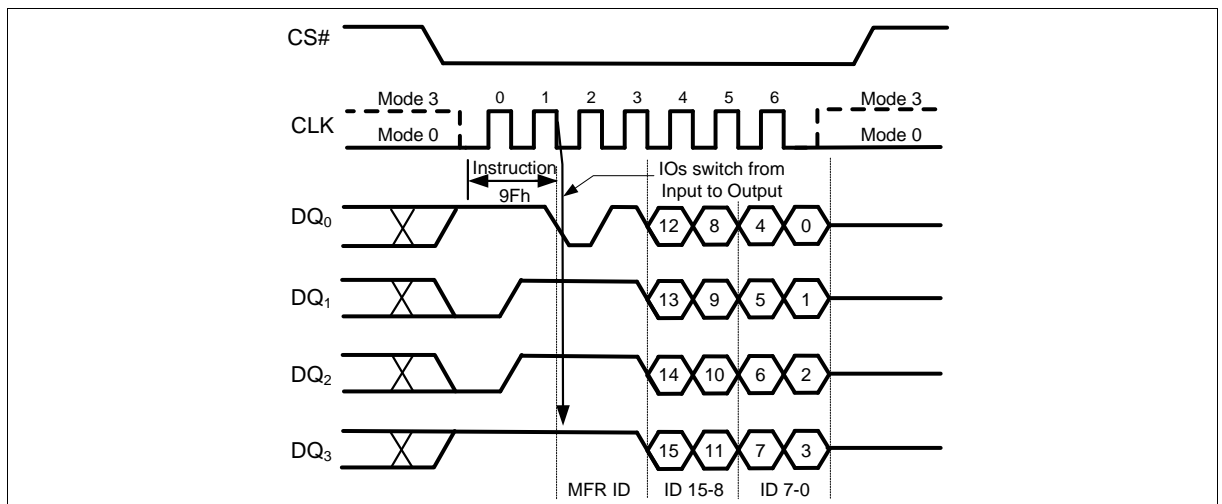 CS#
0 1 2 3 4 5 6
Mode 3 Mode 3
CLK
Mode 0 Mode 0
Instruction IOs switch from
9Fh Input to Output
DQ0 12 8 4 0
DQ1 13 9 5 1
DQ2 14 10 6 2
DQ3 15 11 7 3
MFR ID ID 15-8 ID 7-0